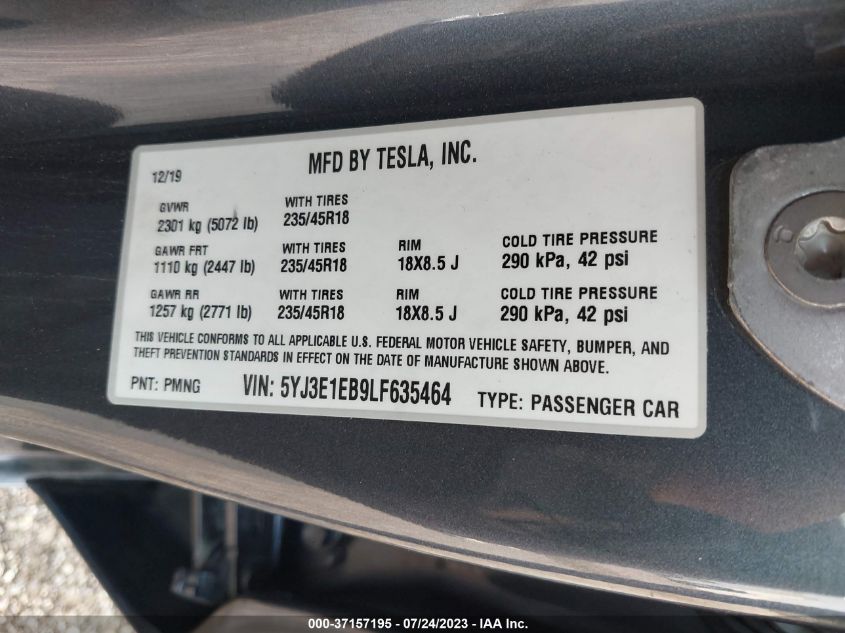 MFD BY TESLA, INC.
12/19
GVWR WITH TIRES
2301 kg (5072 lb) 235/45R18
GAWR FRT WITH TIRES RIM COLD TIRE PRESSURE
1110 kg (2447 lb) 235/45R18 18X8.5 J 290 kPa, 42 psi
GAWR RR WITH TIRES RIM COLD TIRE PRESSURE
1257 kg (2771 lb) 235/45R18 18X8.5 J 290 kPa, 42 psi
THIS VEHICLE CONFORMS TO ALL APPLICABLE U.S. FEDERAL MOTOR VEHICLE SAFETY, BUMPER, AND
THEFT PREVENTION STANDARDS IN EFFECT ON THE DATE OF MANUFACTURE SHOWN ABOVE.
PNT: PMNG VIN: 5YJ3E1EB9LF635464 TYPE: PASSENGER CAR
000-37157195 - 07/24/2023 - IAA Inc.